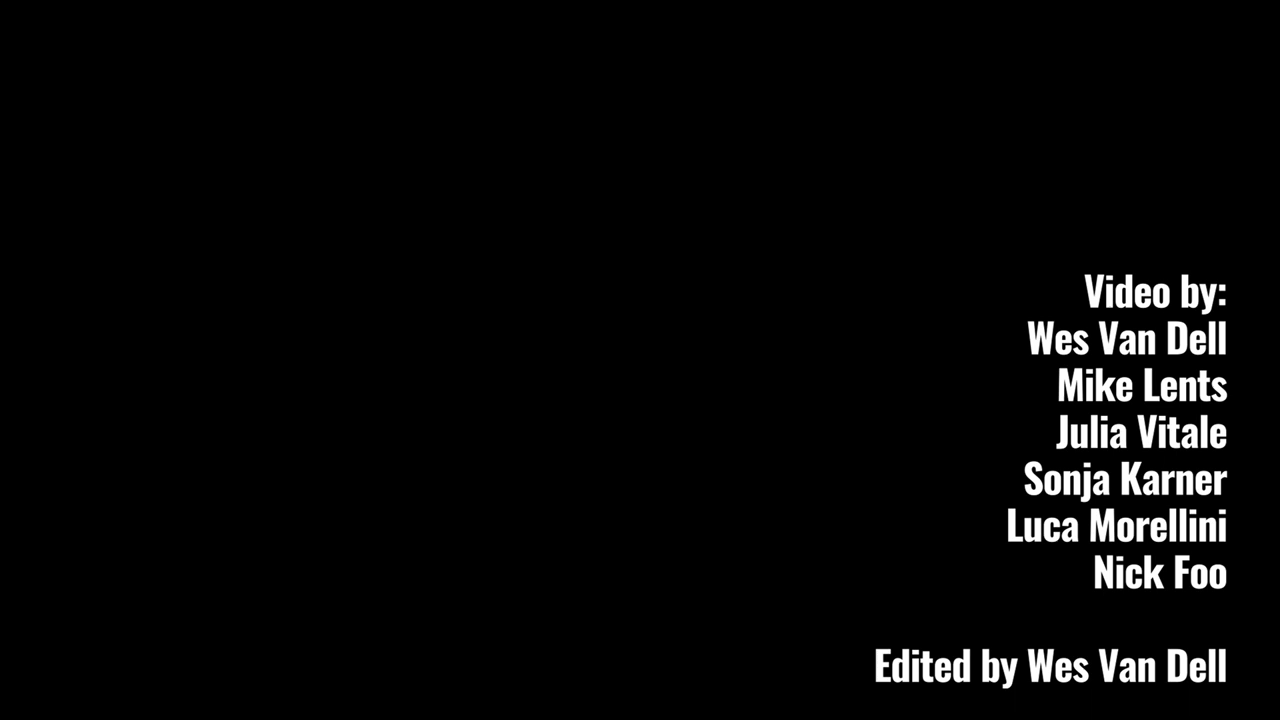 Video by:
Wes Van Dell
Mike Lents
Julia Vitale
Sonja Karner
Luca Morellini
Nick Foo
Edited by Wes Van Dell